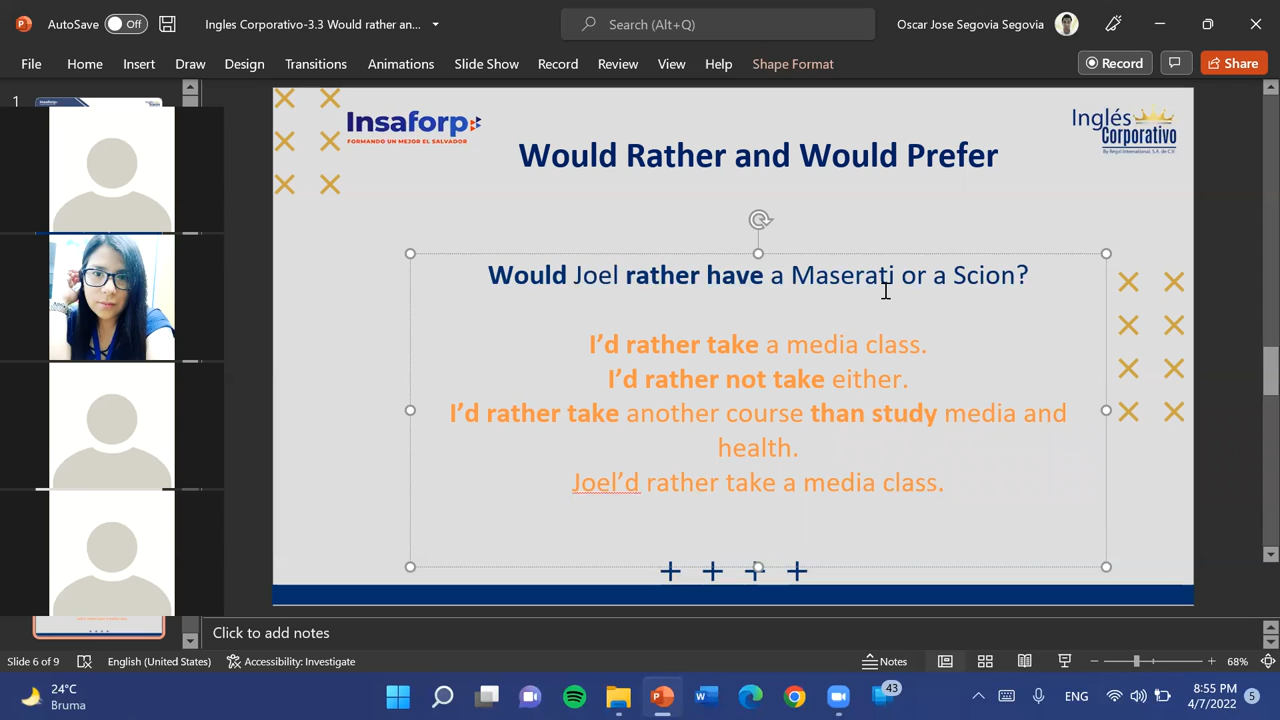 AutoSave Off Ingles Corporativo-3.3 Would rather an... Search (Alt+Q) Oscar Jose Segovia Segovia
File Home Insert Draw Design Transitions Animations Slide Show Record Review View Help Shape Format Record Share
1
Insaforp
FORMANDO UN MEJOR EL SALVADOR
Inglés
Corporativo
By Regul International, S.A. de C.V.
Would Rather and Would Prefer
Would Joel rather have a Maserati or a Scion?
I'd rather take a media class.
I'd rather not take either.
I'd rather take another course than study media and
health.
Joel'd rather take a media class.
Click to add notes
Slide 6 of 9 English (United States) Accessibility: Investigate Notes 68%
24°C
Bruma
43
ENG
8:55 PM
4/7/2022
5